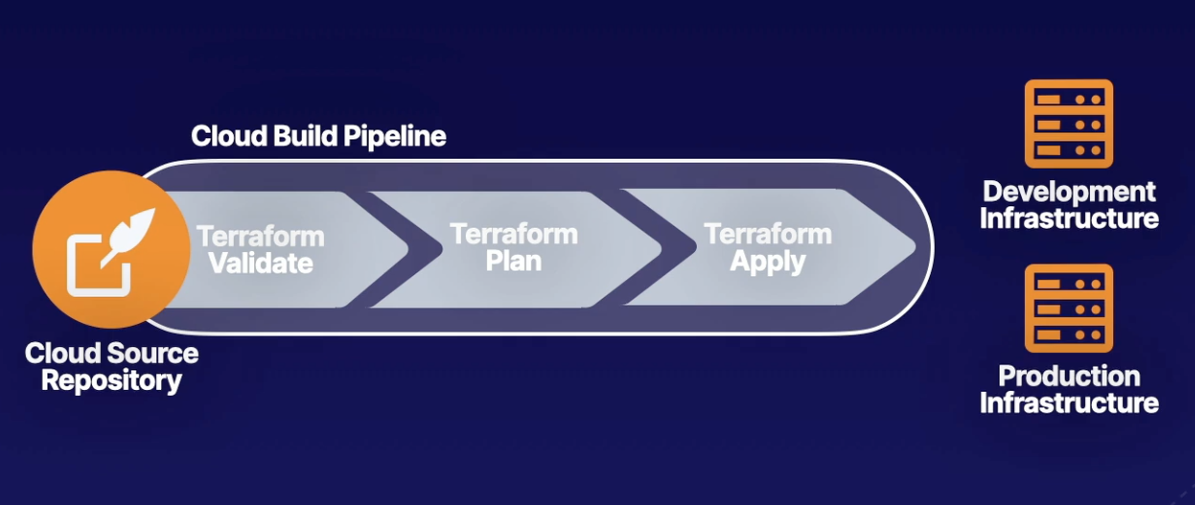 Cloud Build Pipeline
Terraform
Validate
Terraform
Plan
Terraform
Apply
Cloud Source
Repository
Development
Infrastructure
Production
Infrastructure